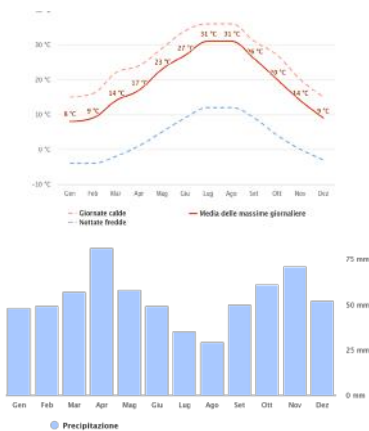 30 °C
20 °C
10 °C
0 °C
-10 °C
8 °C 9 °C 14 °C 17 °C 23 °C 27 °C 31 °C 31 °C 26 °C 20 °C 14 °C 9 °C
Gen Feb Mar Apr Mag Giu Lug Ago Set Ott Nov Dez
Giornate calde
Nottate fredde
Media delle massime giornaliere
75 mm
50 mm
25 mm
0 mm
Gen Feb Mar Apr Mag Giu Lug Ago Set Ott Nov Dez
Precipitazione